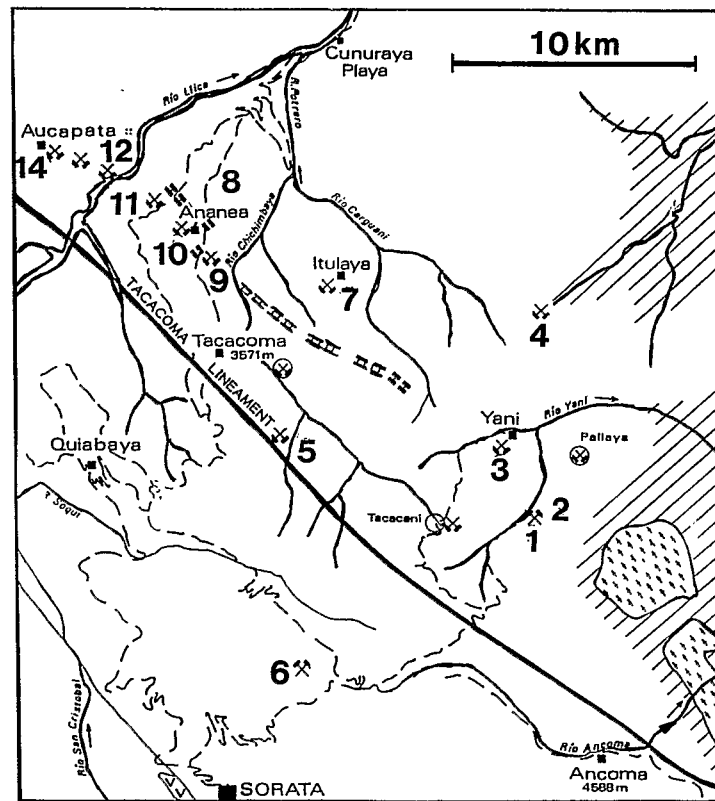 10 km
Cunuraya
Playa
Río Llica
R. Potrero
Aucapata
14
12
11
8
Ananea
10
9
Río Chichimbaya
Río Carguani
Itulaya
7
4
TACACOMA
LINEAMENT
Tacacoma
3571m
5
Yani
Río Yani
3
Pallaya
Quiabaya
R. Soqui
Tacacani
2
1
6
Río San Cristobal
SORATA
Río Ancoma
Ancoma
4588m